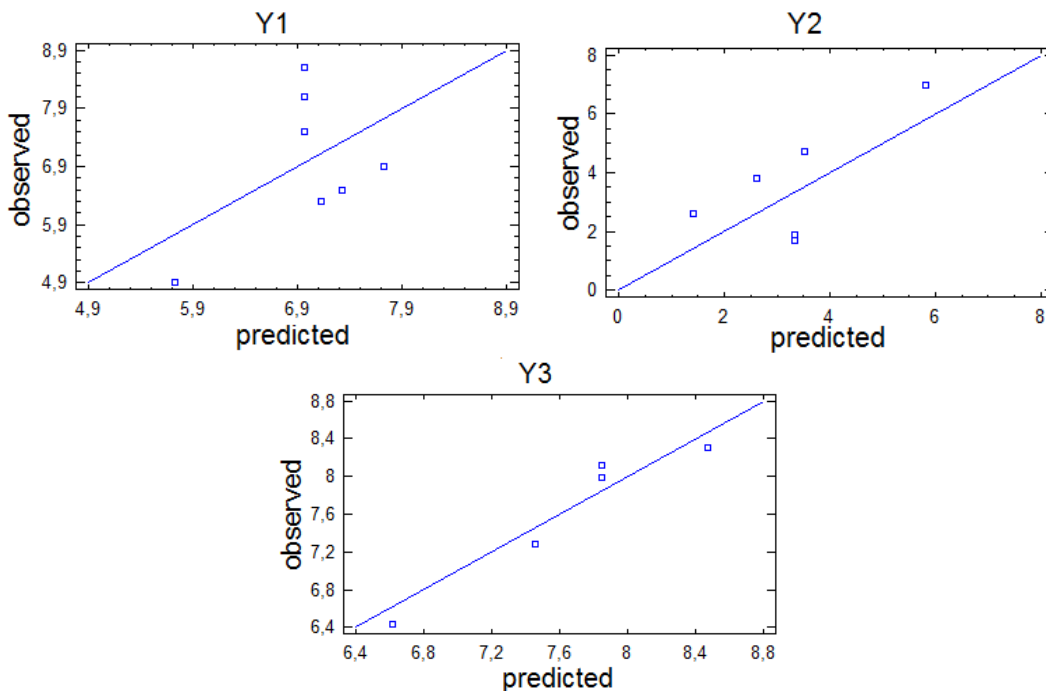 Y1
8,9
7,9
6,9
5,9
4,9
observed
4,9 5,9 6,9 7,9 8,9
predicted
Y2
8
6
4
2
0
observed
0 2 4 6 8
predicted
Y3
8,8
8,4
8
7,6
7,2
6,8
6,4
observed
6,4 6,8 7,2 7,6 8 8,4 8,8
predicted